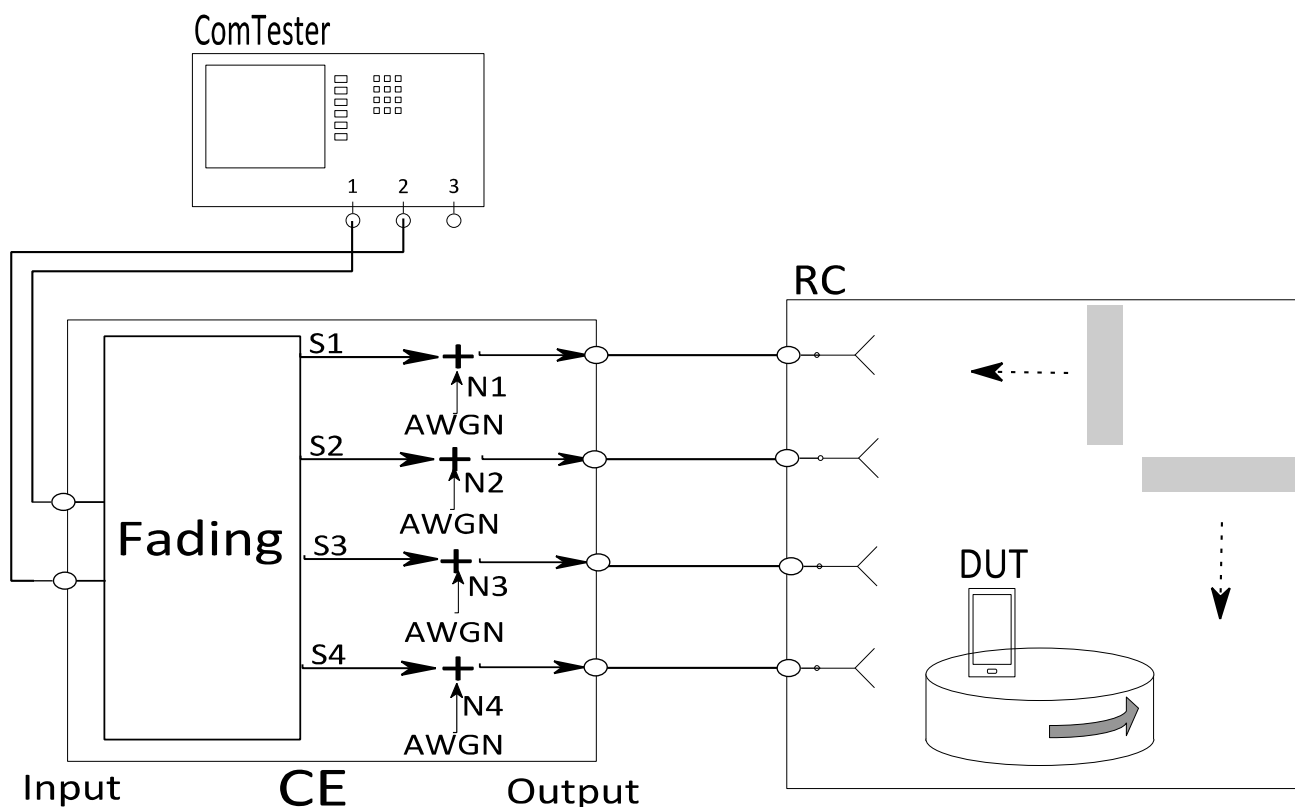 ComTester
1 2 3
RC
S1
N1
AWGN
S2
N2
AWGN
Fading
S3
N3
AWGN
DUT
S4
N4
AWGN
Input
CE
Output